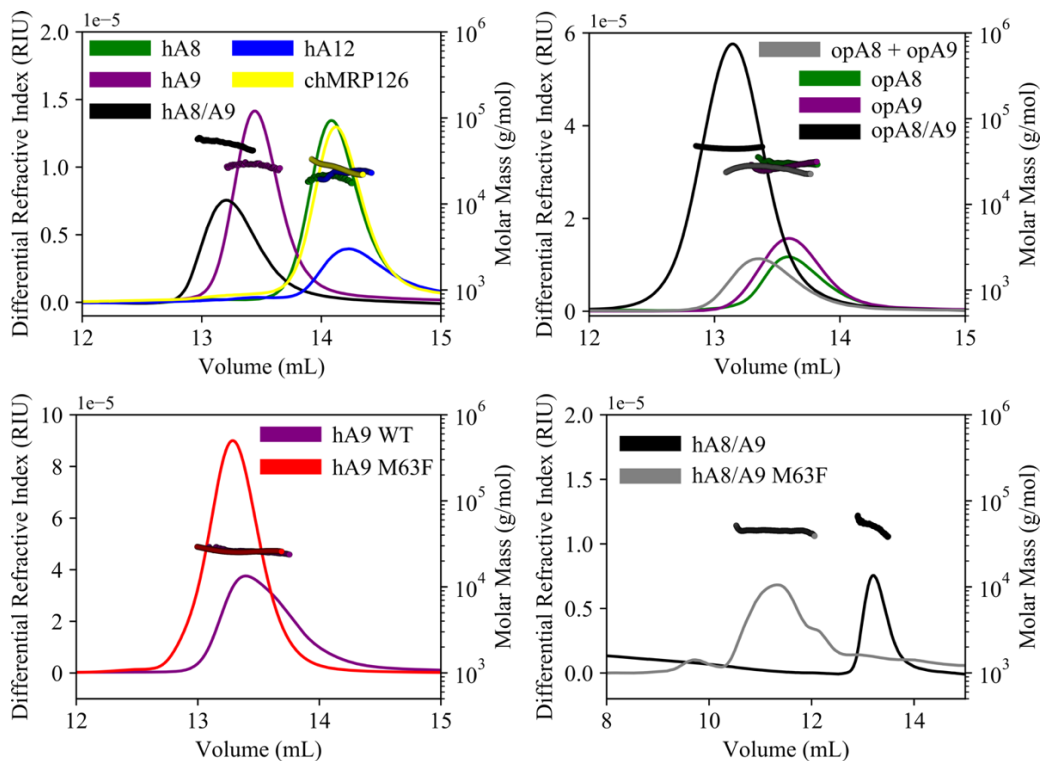 1e−5
2.0
1.5
1.0
0.5
0.0
Differential Refractive Index (RIU)
hA8
hA9
hA8/A9
hA12
chMRP126
10^6
10^5
10^4
10^3
Molar Mass (g/mol)
12 13 14 15
Volume (mL)
1e−5
6
4
2
0
Differential Refractive Index (RIU)
opA8 + opA9
opA8
opA9
opA8/A9
10^6
10^5
10^4
10^3
Molar Mass (g/mol)
12 13 14 15
Volume (mL)
1e−5
10
8
6
4
2
0
Differential Refractive Index (RIU)
hA9 WT
hA9 M63F
10^6
10^5
10^4
10^3
Molar Mass (g/mol)
12 13 14 15
Volume (mL)
1e−5
2.0
1.5
1.0
0.5
0.0
Differential Refractive Index (RIU)
hA8/A9
hA8/A9 M63F
10^6
10^5
10^4
10^3
Molar Mass (g/mol)
8 10 12 14
Volume (mL)